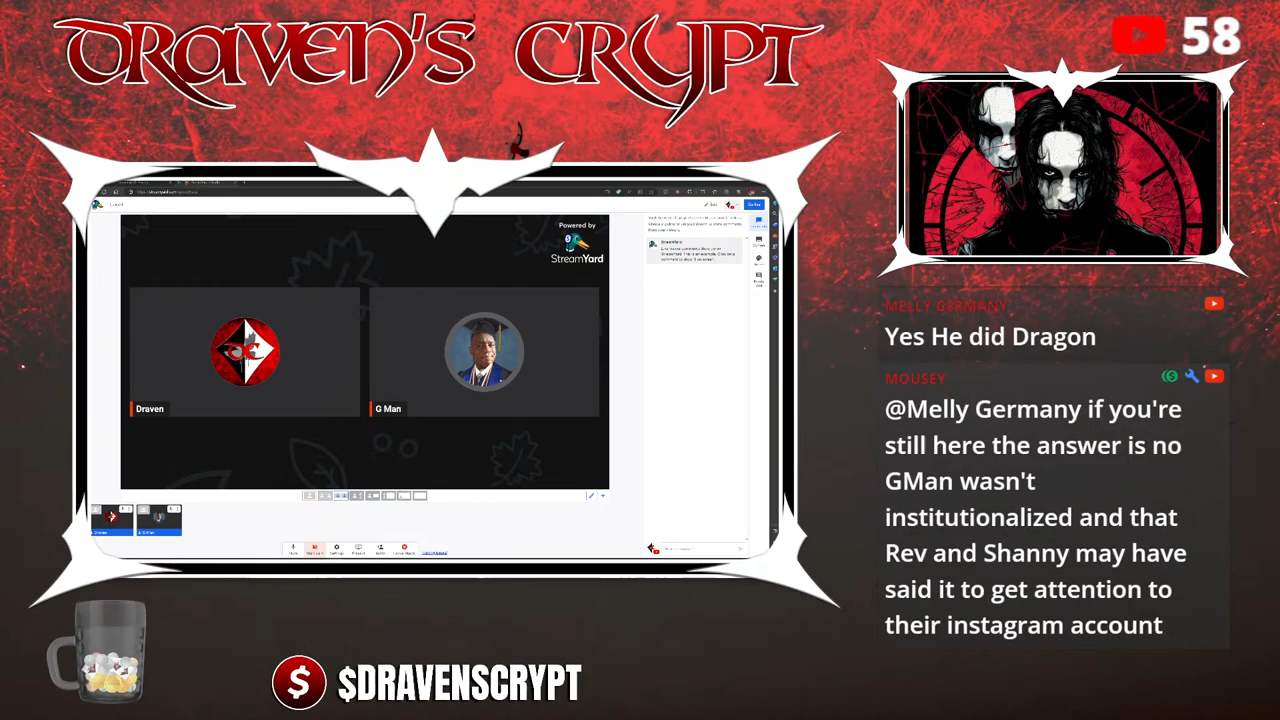 DRAVEN'S CRYPT
58
Powered by
StreamYard
Draven
G Man
MELLY GERMANY
Yes He did Dragon
MOUSEY
@Melly Germany if you're
still here the answer is no
GMan wasn't
institutionalized and that
Rev and Shanny may have
said it to get attention to
their instagram account
$
$DRAVENSCRYPT